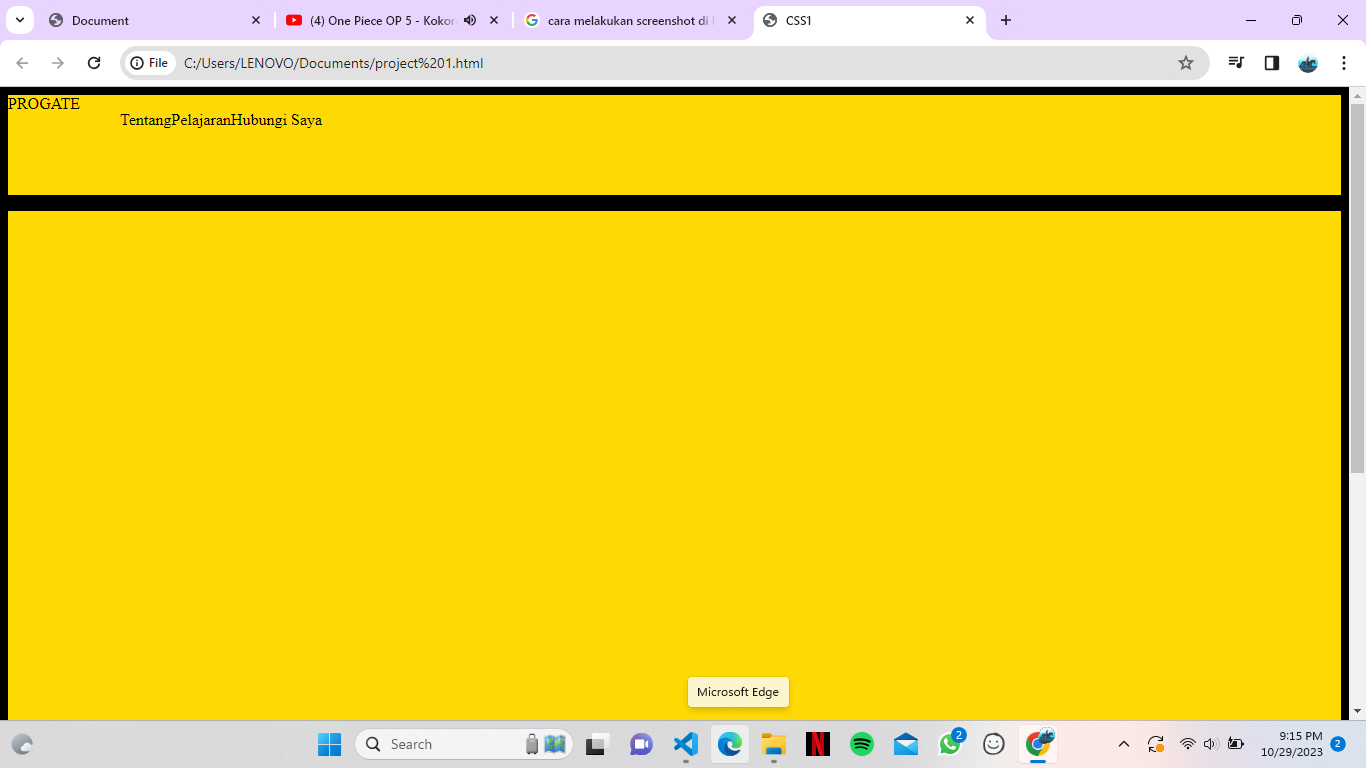 Document
(4) One Piece OP 5 - Koko
cara melakukan screenshot di
CSS1
File
C:/Users/LENOVO/Documents/project%201.html
PROGATE
TentangPelajaranHubungi Saya
Microsoft Edge
Search
2
9:15 PM
10/29/2023
2